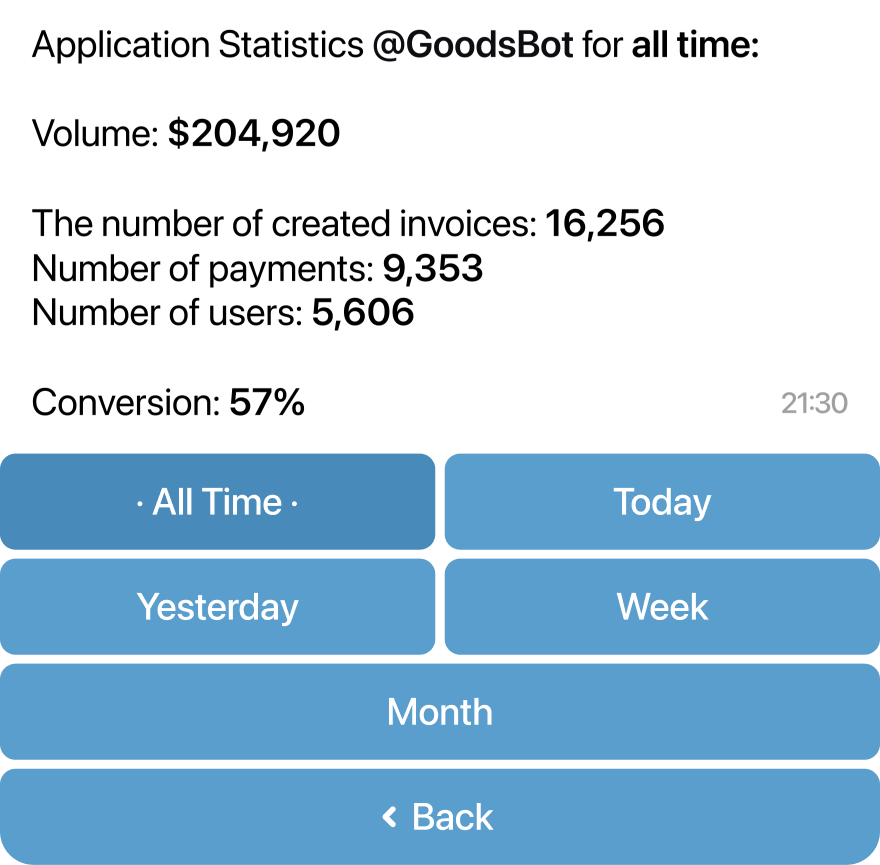 Application Statistics @GoodsBot for all time:
Volume: $204,920
The number of created invoices: 16,256
Number of payments: 9,353
Number of users: 5,606
Conversion: 57%
21:30
· All Time ·
Today
Yesterday
Week
Month
‹ Back